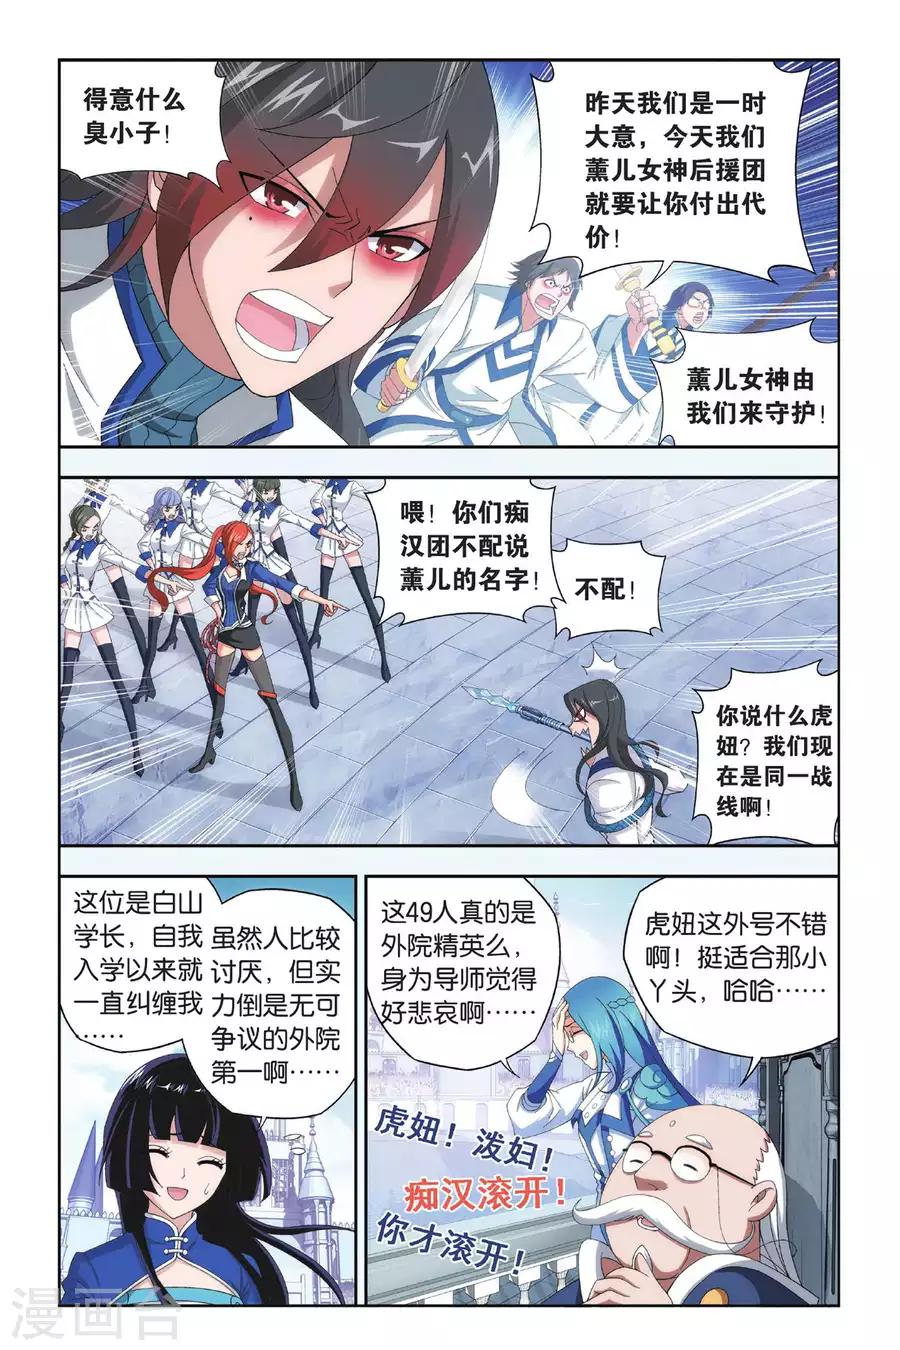 得意什么
臭小子！
昨天我们是一时
大意，今天我们
薰儿女神后援团
就要让你付出代
价！
薰儿女神由
我们来守护！
喂！你们痴
汉团不配说
薰儿的名字！
不配！
你说什么虎
妞？我们现
在是同一战
线啊！
这位是白山
学长，自我
入学以来就
一直纠缠我
……
虽然人比较
讨厌，但实
力倒是无可
争议的外院
第一啊……
这49人真的是
外院精英么，
身为导师觉得
好悲哀啊……
虎妞这外号不错
啊！挺适合那小
丫头，哈哈……
虎妞！泼妇！
痴汉滚开！
你才滚开！
漫画台